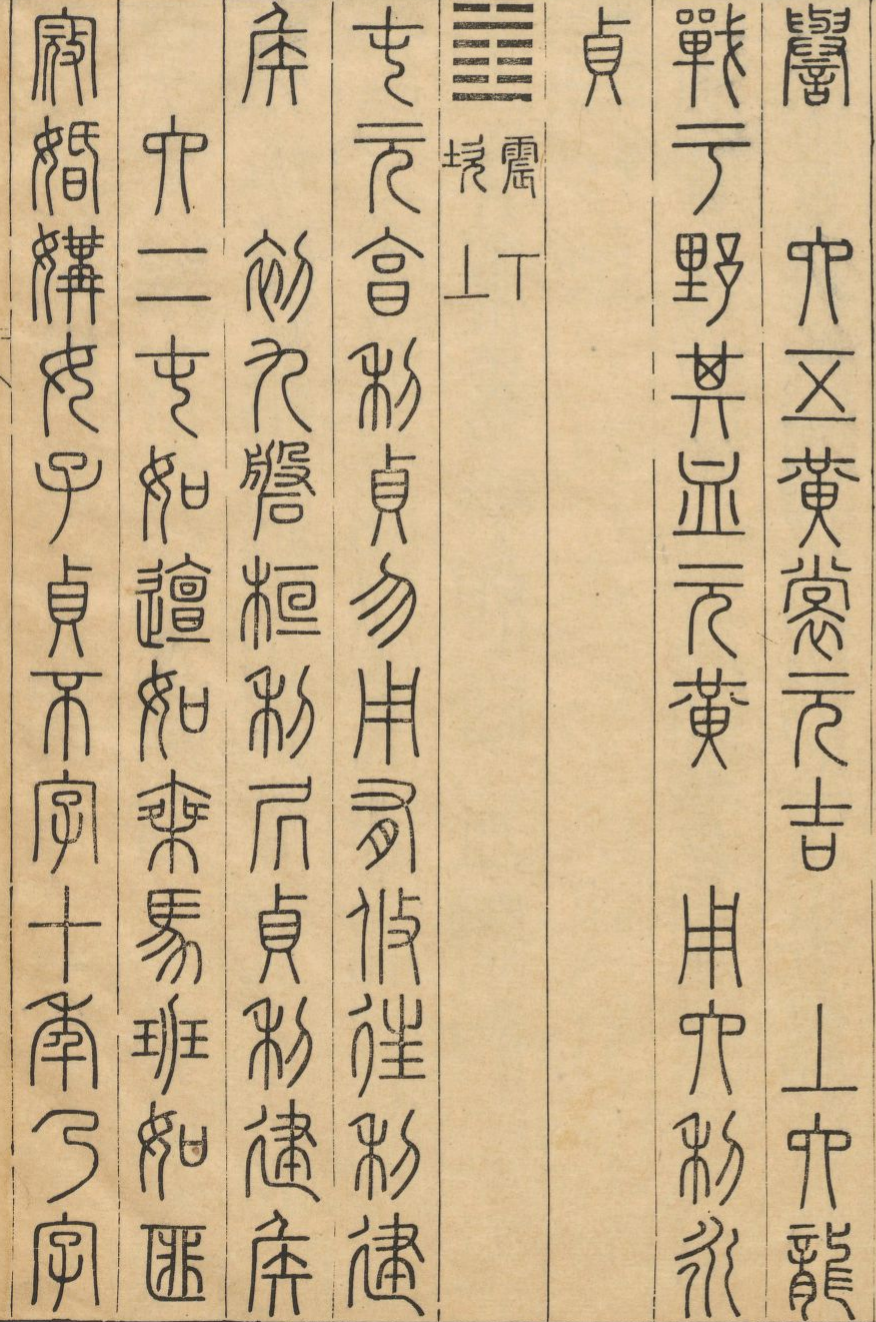 譽　六五黃裳元吉　上六龍
戰于野其血元黃　用六利永
貞
䷂ 震下 坎上
屯元亨利貞勿用有攸往利建
侯　初九磐桓利凥貞利建侯
六二屯如邅如乘馬班如匪
寇婚媾女子貞不字十年乃字